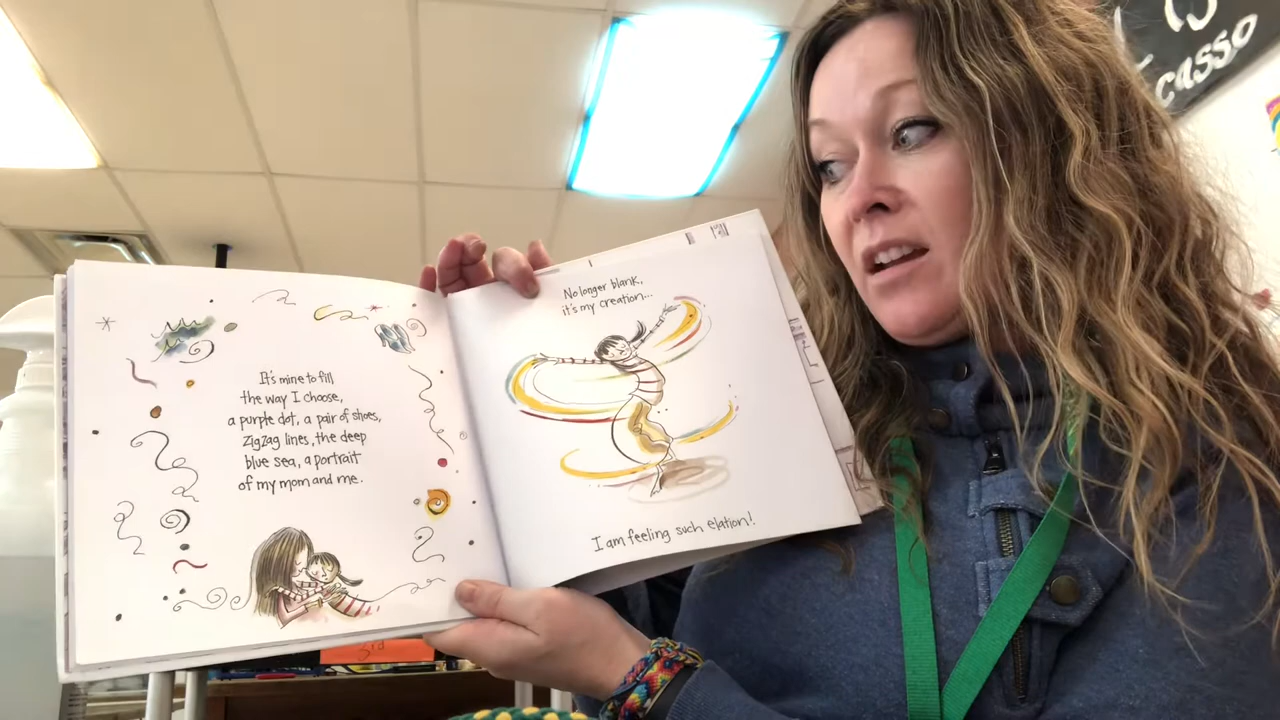 casso
It's mine to fill
the way I choose,
a purple dot, a pair of shoes,
zigzag lines, the deep
blue sea, a portrait
of my mom and me.
No longer blank,
it's my creation...
I am feeling such elation!
3rd